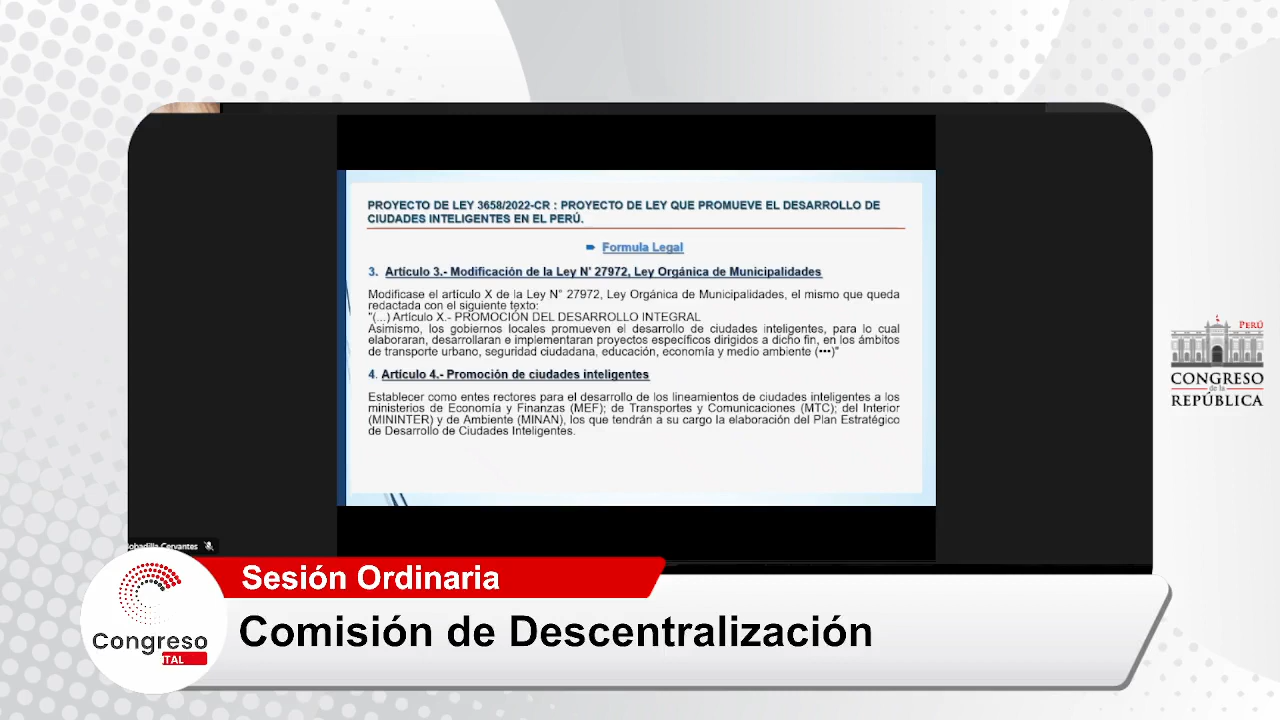 PROYECTO DE LEY 3658/2022-CR : PROYECTO DE LEY QUE PROMUEVE EL DESARROLLO DE
CIUDADES INTELIGENTES EN EL PERÚ.
Formula Legal
3. Artículo 3.- Modificación de la Ley N° 27972, Ley Orgánica de Municipalidades
Modificase el artículo X de la Ley N° 27972, Ley Orgánica de Municipalidades, el mismo que queda
redactada con el siguiente texto:
"(...) Artículo X.- PROMOCIÓN DEL DESARROLLO INTEGRAL
Asimismo, los gobiernos locales promueven el desarrollo de ciudades inteligentes, para lo cual
elaboraran, desarrollaran e implementaran proyectos específicos dirigidos a dicho fin, en los ámbitos
de transporte urbano, seguridad ciudadana, educación, economía y medio ambiente (•••)"
4. Artículo 4.- Promoción de ciudades inteligentes
Establecer como entes rectores para el desarrollo de los lineamientos de ciudades inteligentes a los
ministerios de Economía y Finanzas (MEF); de Transportes y Comunicaciones (MTC); del Interior
(MININTER) y de Ambiente (MINAN), los que tendrán a su cargo la elaboración del Plan Estratégico
de Desarrollo de Ciudades Inteligentes.
PERÚ
CONGRESO
de la
REPÚBLICA
Cervantes
Sesión Ordinaria
Comisión de Descentralización
Congreso
TAL